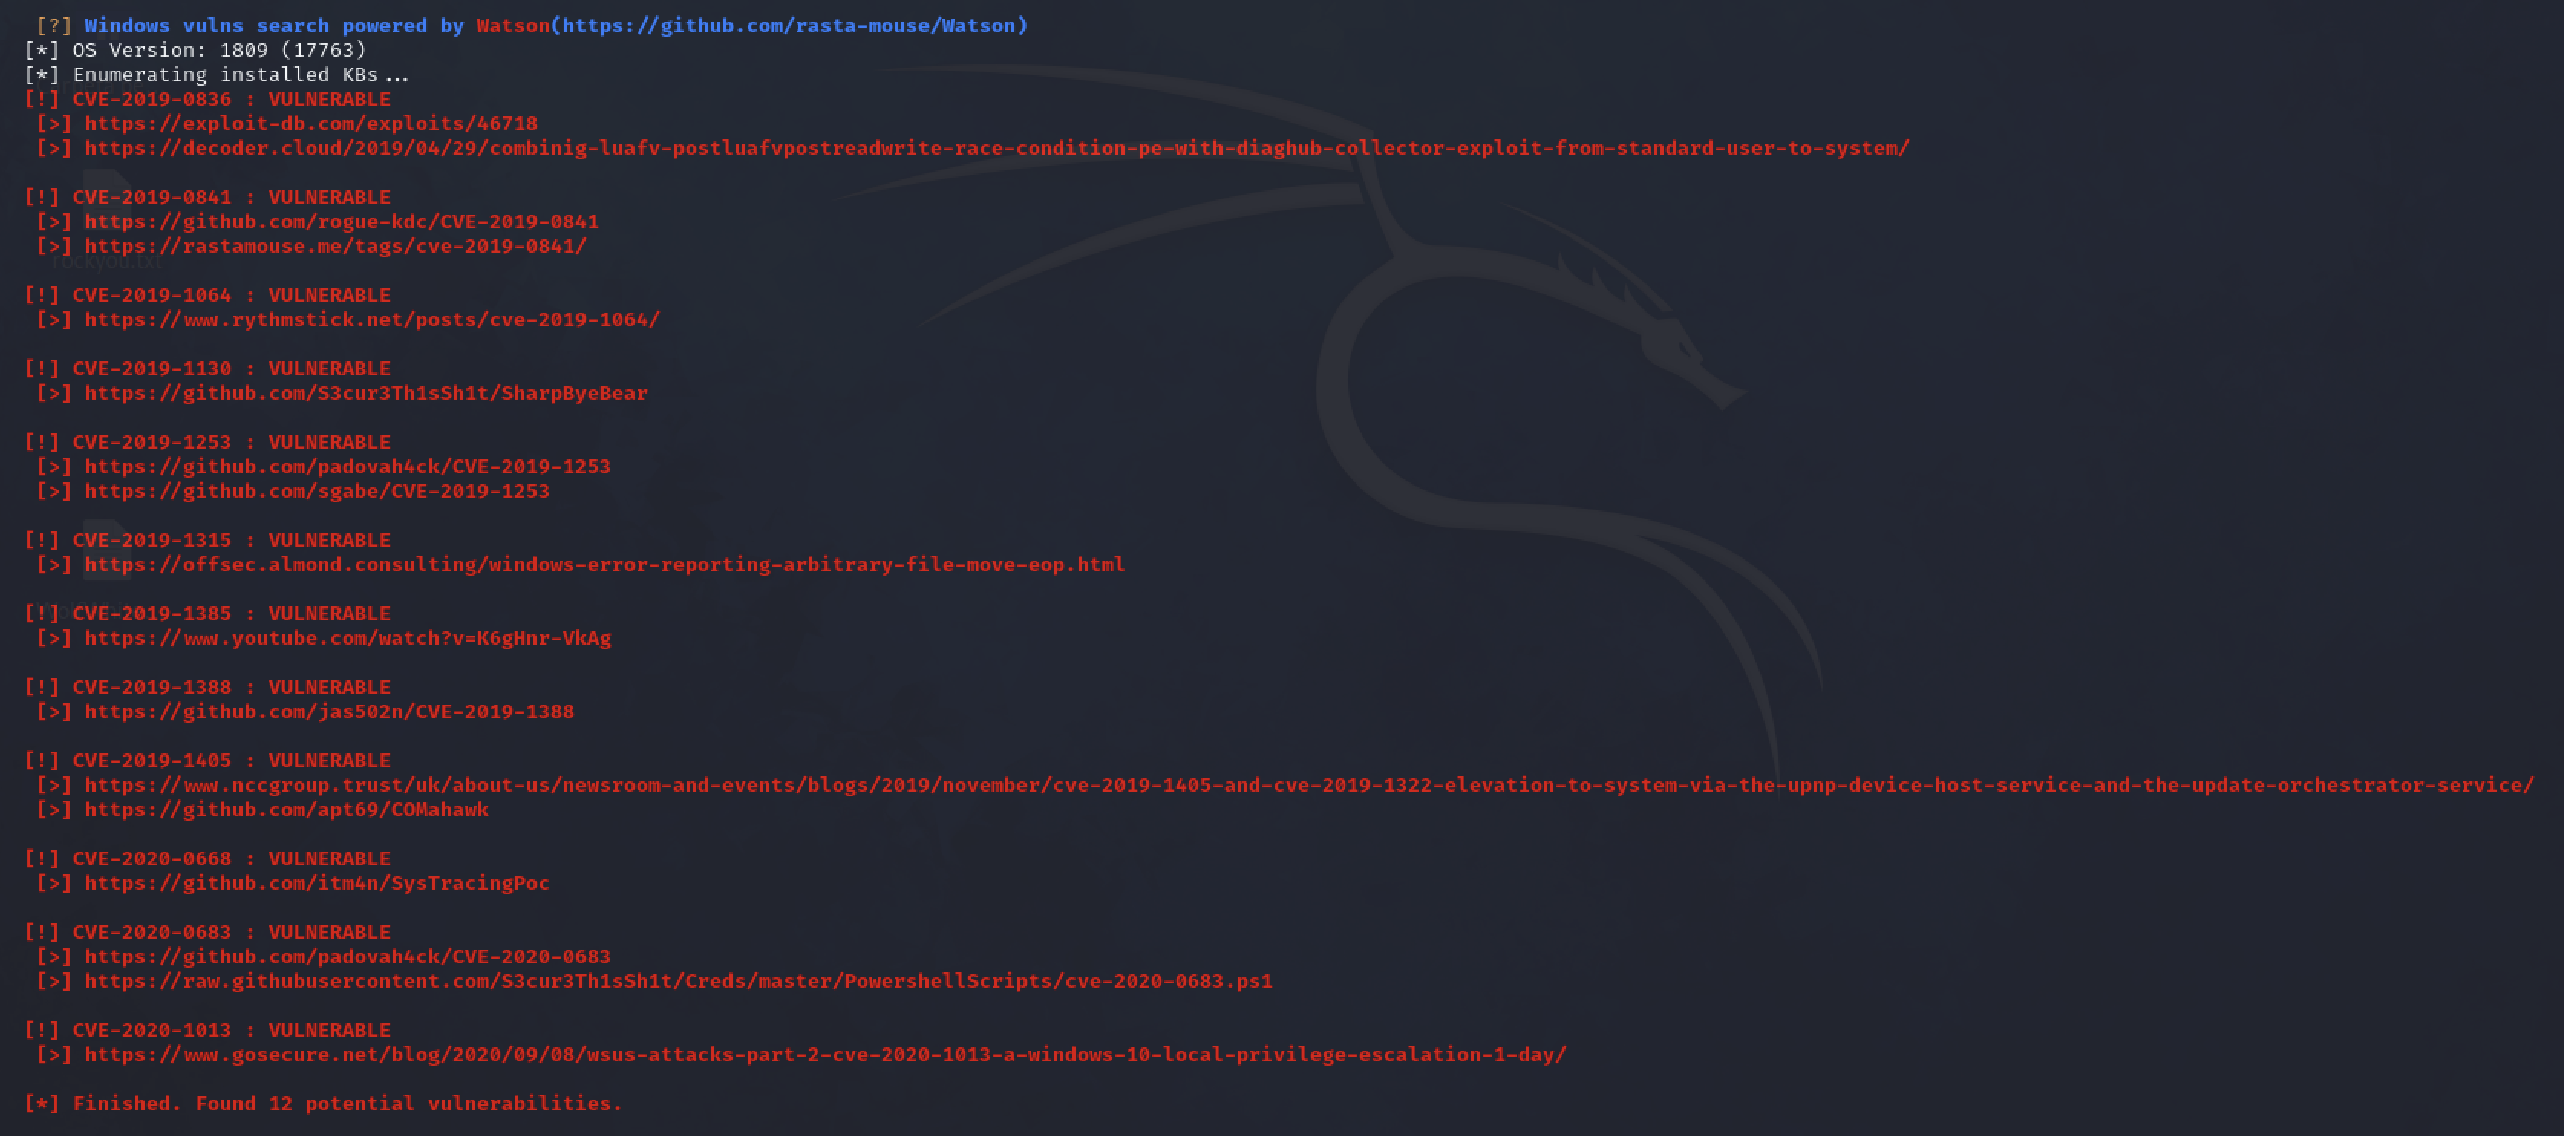 [?] Windows vulns search powered by Watson(https://github.com/rasta-mouse/Watson)
[*] OS Version: 1809 (17763)
[*] Enumerating installed KBs...
[!] CVE-2019-0836 : VULNERABLE
[>] https://exploit-db.com/exploits/46718
[>] https://decoder.cloud/2019/04/29/combinig-luafv-postluafvpostreadwrite-race-condition-pe-with-diaghub-collector-exploit-from-standard-user-to-system/
[!] CVE-2019-0841 : VULNERABLE
[>] https://github.com/rogue-kdc/CVE-2019-0841
[>] https://rastamouse.me/tags/cve-2019-0841/
rockyou.txt
[!] CVE-2019-1064 : VULNERABLE
[>] https://www.rythmstick.net/posts/cve-2019-1064/
[!] CVE-2019-1130 : VULNERABLE
[>] https://github.com/S3cur3Th1sSh1t/SharpByeBear
[!] CVE-2019-1253 : VULNERABLE
[>] https://github.com/padovah4ck/CVE-2019-1253
[>] https://github.com/sgabe/CVE-2019-1253
[!] CVE-2019-1315 : VULNERABLE
[>] https://offsec.almond.consulting/windows-error-reporting-arbitrary-file-move-eop.html
[!] CVE-2019-1385 : VULNERABLE
[>] https://www.youtube.com/watch?v=K6gHnr-VkAg
[!] CVE-2019-1388 : VULNERABLE
[>] https://github.com/jas502n/CVE-2019-1388
[!] CVE-2019-1405 : VULNERABLE
[>] https://www.nccgroup.trust/uk/about-us/newsroom-and-events/blogs/2019/november/cve-2019-1405-and-cve-2019-1322-elevation-to-system-via-the-upnp-device-host-service-and-the-update-orchestrator-service/
[>] https://github.com/apt69/COMahawk
[!] CVE-2020-0668 : VULNERABLE
[>] https://github.com/itm4n/SysTracingPoc
[!] CVE-2020-0683 : VULNERABLE
[>] https://github.com/padovah4ck/CVE-2020-0683
[>] https://raw.githubusercontent.com/S3cur3Th1sSh1t/Creds/master/PowershellScripts/cve-2020-0683.ps1
[!] CVE-2020-1013 : VULNERABLE
[>] https://www.gosecure.net/blog/2020/09/08/wsus-attacks-part-2-cve-2020-1013-a-windows-10-local-privilege-escalation-1-day/
[*] Finished. Found 12 potential vulnerabilities.